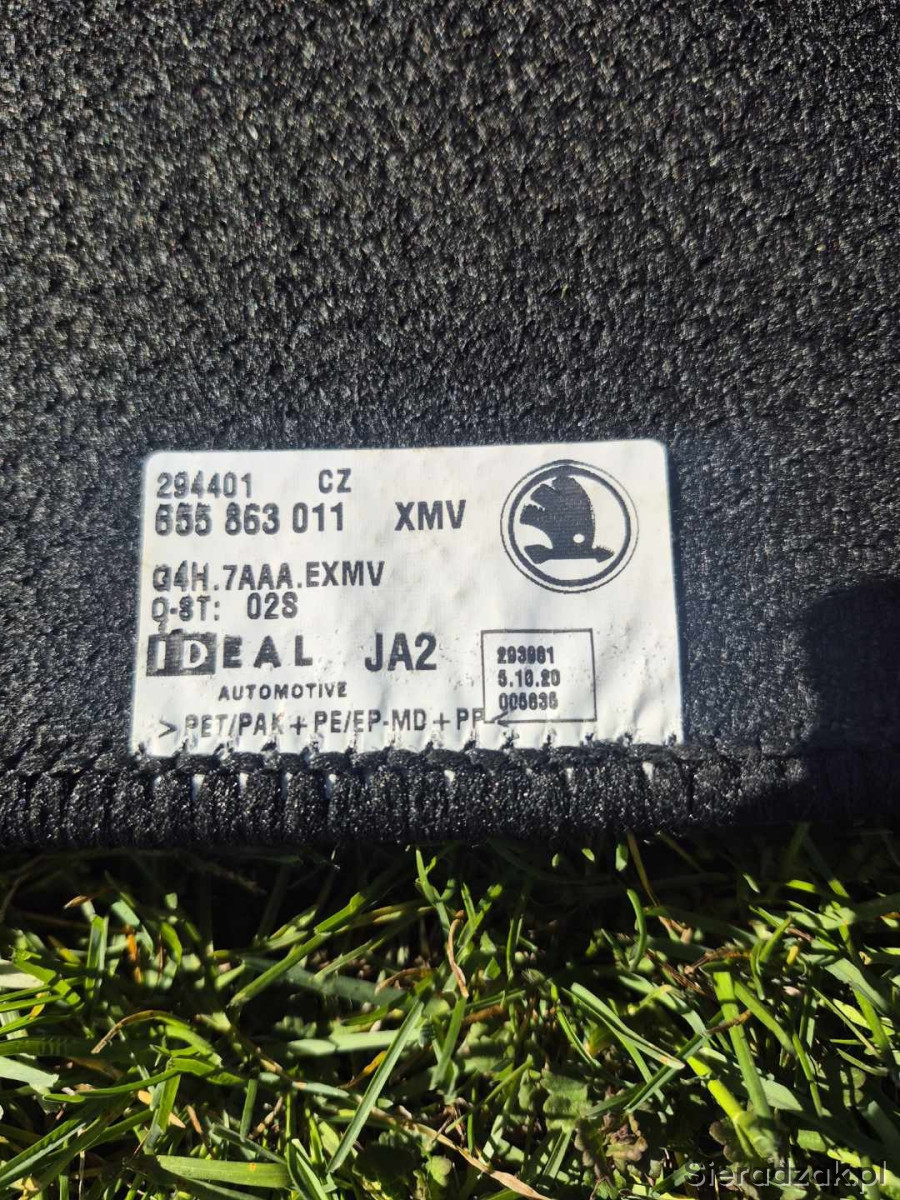 294401 CZ
655 863 011 XMV
G4H.7AAA.EXMV
Q-ST: 02S
IDEAL JA2
AUTOMOTIVE
293981
5.10.20
005635
>PET/PAK+PE/EP-MD+PP<
Sieradzak.pl